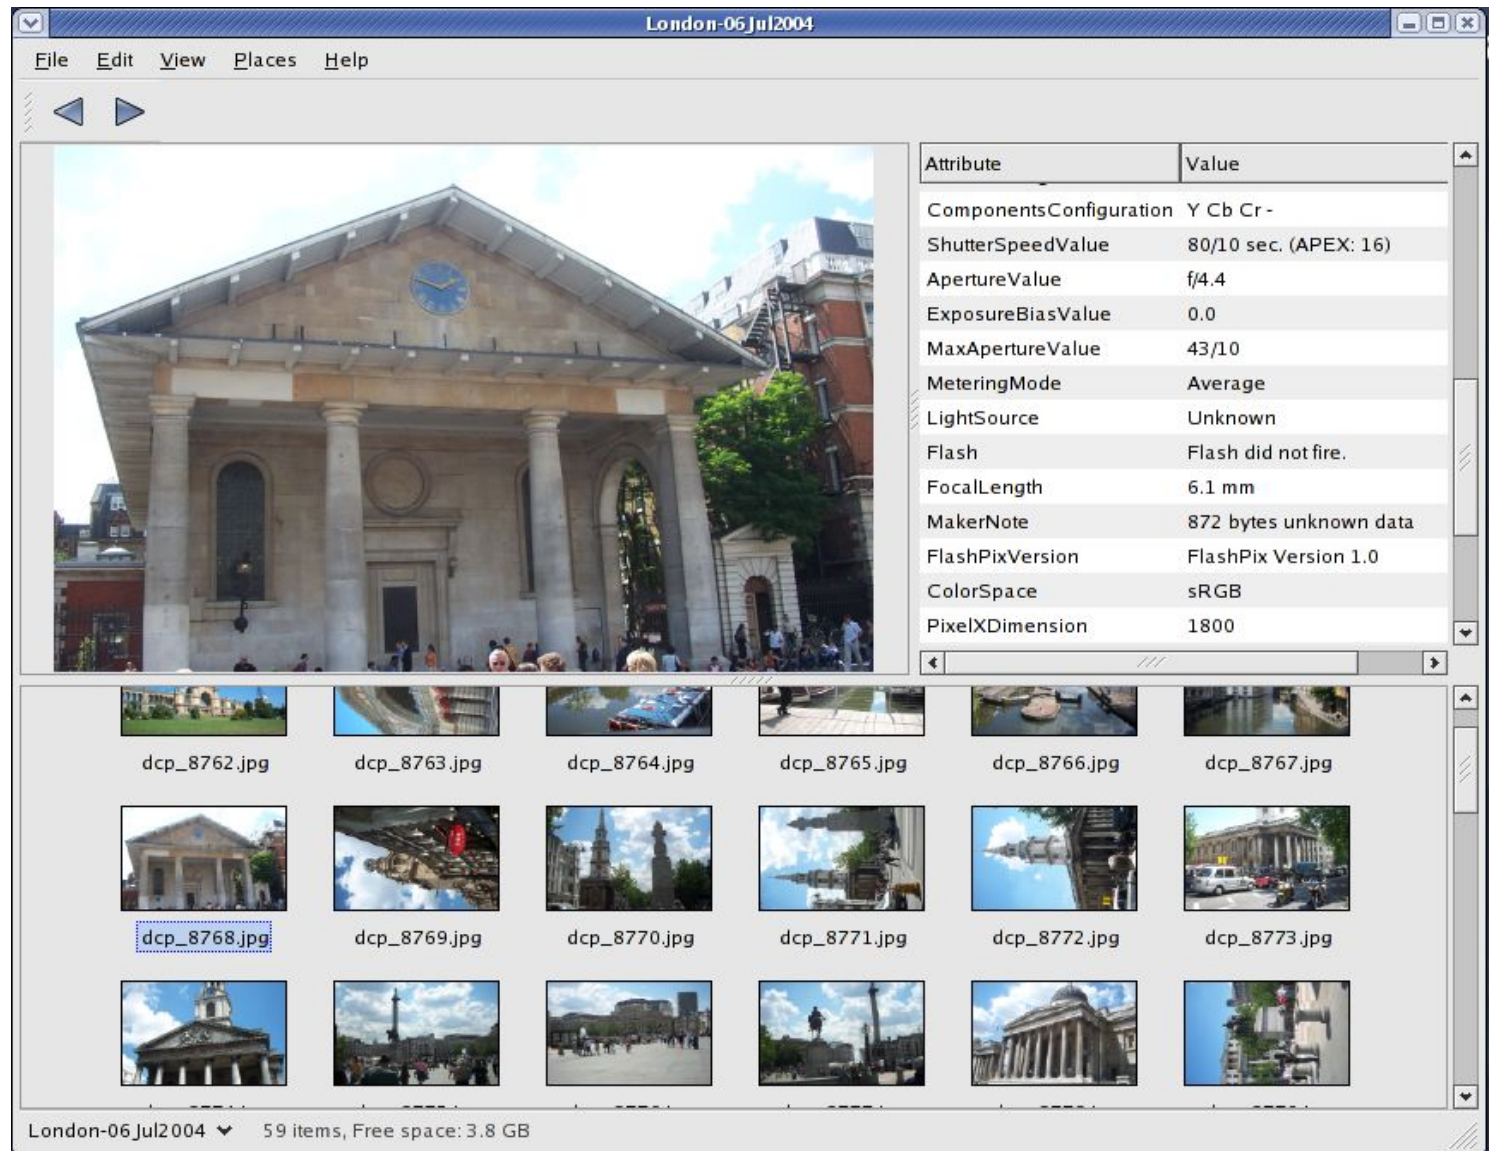 London-06Jul2004
File Edit View Places Help
Attribute Value
ComponentsConfiguration Y Cb Cr -
ShutterSpeedValue 80/10 sec. (APEX: 16)
ApertureValue f/4.4
ExposureBiasValue 0.0
MaxApertureValue 43/10
MeteringMode Average
LightSource Unknown
Flash Flash did not fire.
FocalLength 6.1 mm
MakerNote 872 bytes unknown data
FlashPixVersion FlashPix Version 1.0
ColorSpace sRGB
PixelXDimension 1800
dcp_8762.jpg dcp_8763.jpg dcp_8764.jpg dcp_8765.jpg dcp_8766.jpg dcp_8767.jpg
dcp_8768.jpg dcp_8769.jpg dcp_8770.jpg dcp_8771.jpg dcp_8772.jpg dcp_8773.jpg
London-06Jul2004 59 items, Free space: 3.8 GB